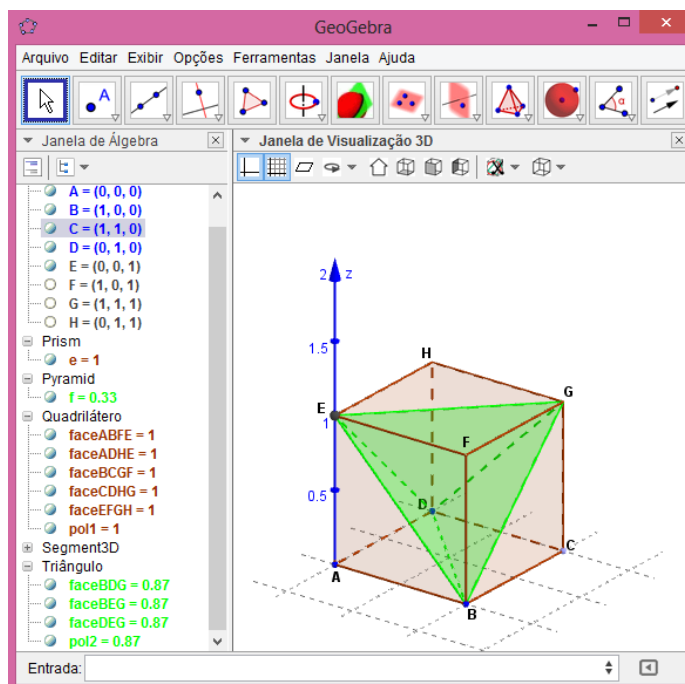 GeoGebra
Arquivo Editar Exibir Opções Ferramentas Janela Ajuda
A
α
Janela de Álgebra
A = (0, 0, 0)
B = (1, 0, 0)
C = (1, 1, 0)
D = (0, 1, 0)
E = (0, 0, 1)
F = (1, 0, 1)
G = (1, 1, 1)
H = (0, 1, 1)
Prism
e = 1
Pyramid
f = 0.33
Quadrilátero
faceABFE = 1
faceADHE = 1
faceBCGF = 1
faceCDHG = 1
faceEFGH = 1
pol1 = 1
Segment3D
Triângulo
faceBDG = 0.87
faceBEG = 0.87
faceDEG = 0.87
pol2 = 0.87
Janela de Visualização 3D
2 z
1.5
H
G
E
1
F
0.5
D
C
A
B
Entrada: